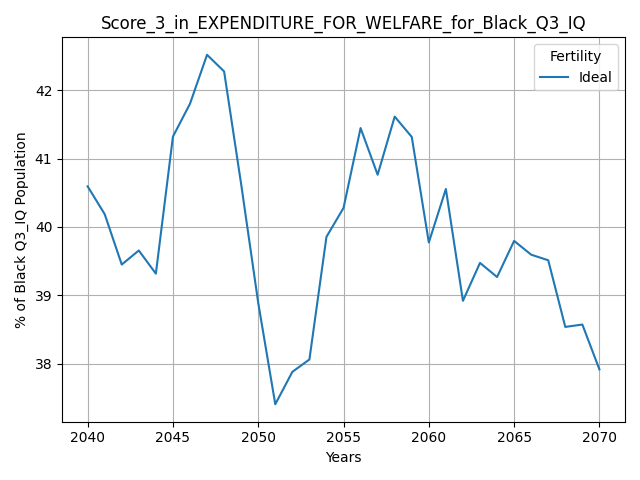 Score_3_in_EXPENDITURE_FOR_WELFARE_for_Black_Q3_IQ
Fertility
Ideal
% of Black Q3_IQ Population
42
41
40
39
38
2040
2045
2050
2055
2060
2065
2070
Years